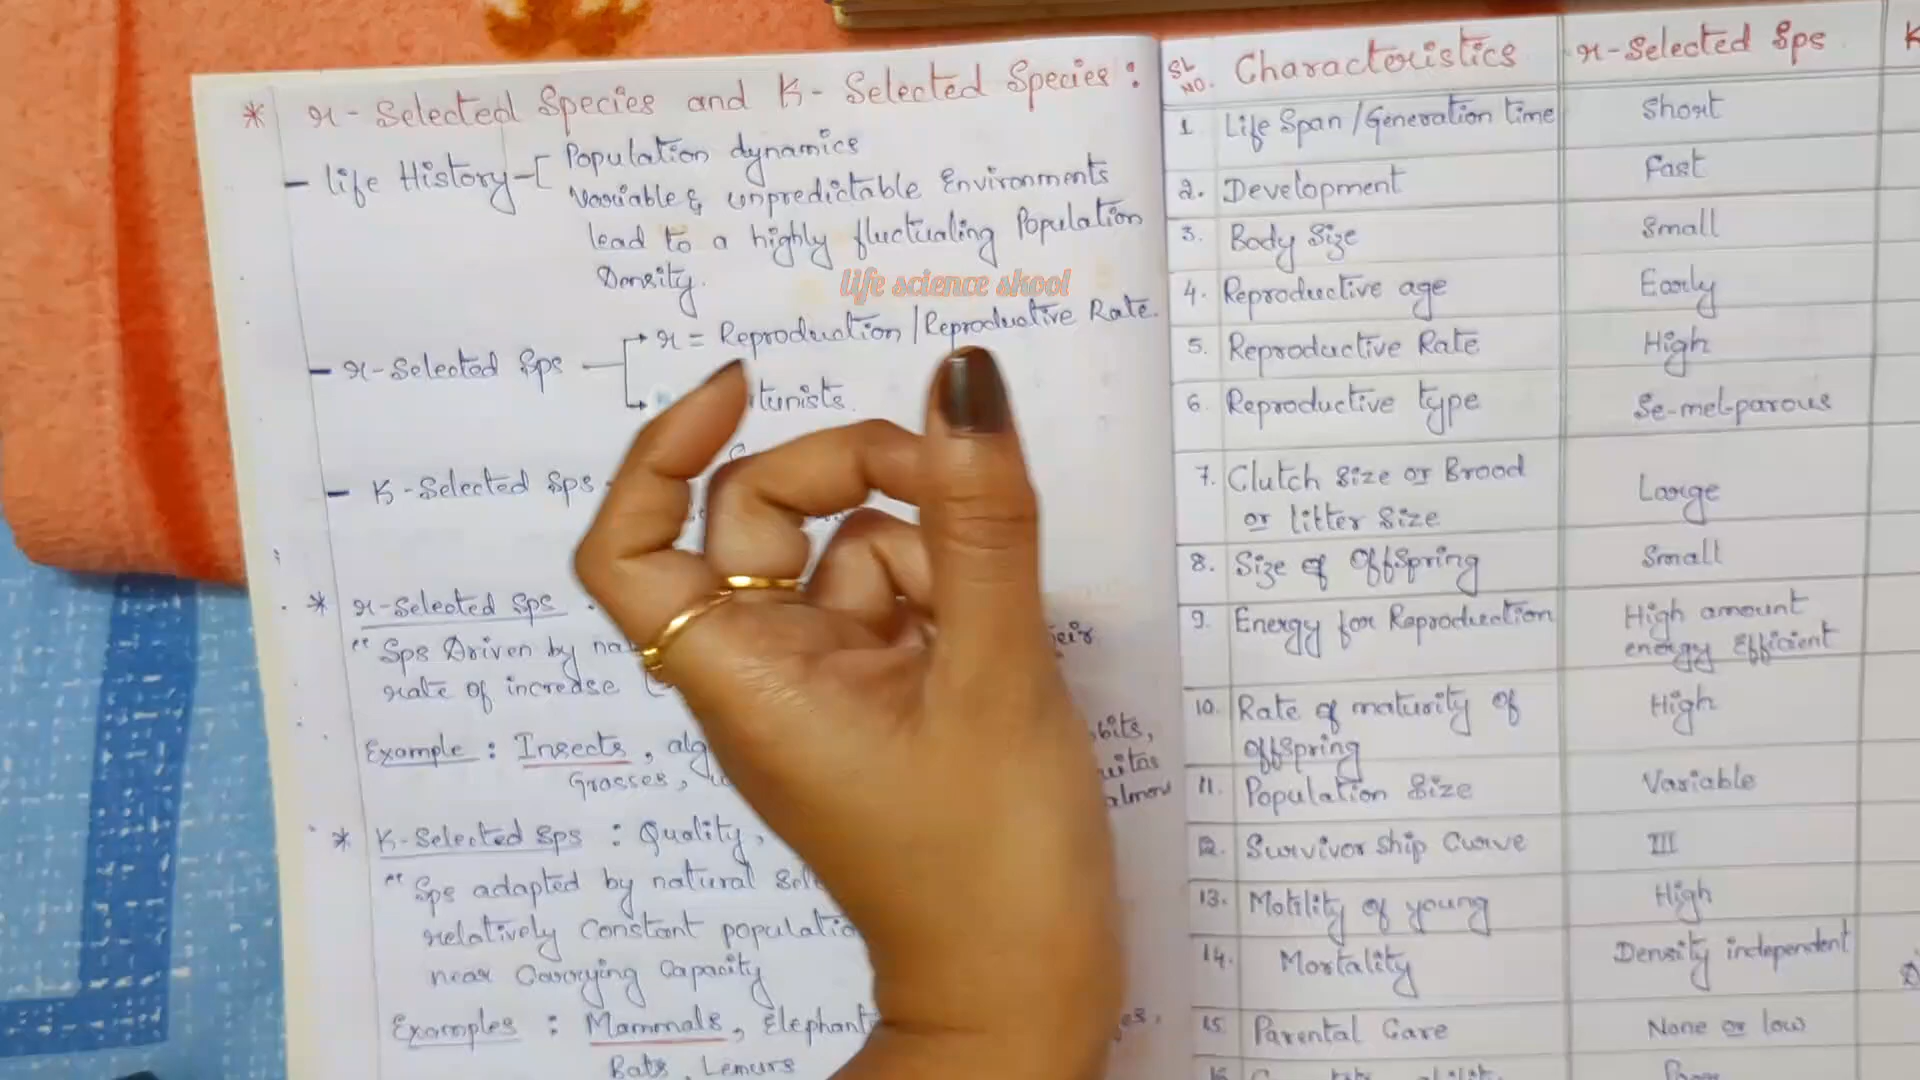 * r-Selected Species and K-Selected Species:
- Life History-[ Population dynamics
Variable & unpredictable Environments
lead to a highly fluctuating Population
Density.
life science skool
→ r = Reproduction/Reproductive Rate.
- r-Selected Sps
- K-Selected Sps
* r-Selected Sps
" Sps Driven by
rate of increase
Example : Insects,
Grasses,
* K-Selected Sps : Quality,
" Sps adapted by natural
relatively Constant
near Carrying Capacity
Examples : Mammals, Elephant
Bats, Lemurs
SL NO. Characteristics r-Selected Sps K
1 Life Span/Generation time Short
2. Development Fast
3. Body Size Small
4. Reproductive age Early
5. Reproductive Rate High
6. Reproductive type Se-mel-parous
7. Clutch Size or Brood Large
or litter Size
8. Size of Offspring Small
9. Energy for Reproduction High amount
energy Efficient
10. Rate of maturity of High
offspring
11. Population Size Variable
12. Survivor ship Curve III
13. Motility of young High
14. Mortality Density independent
15 Parental Care None or low